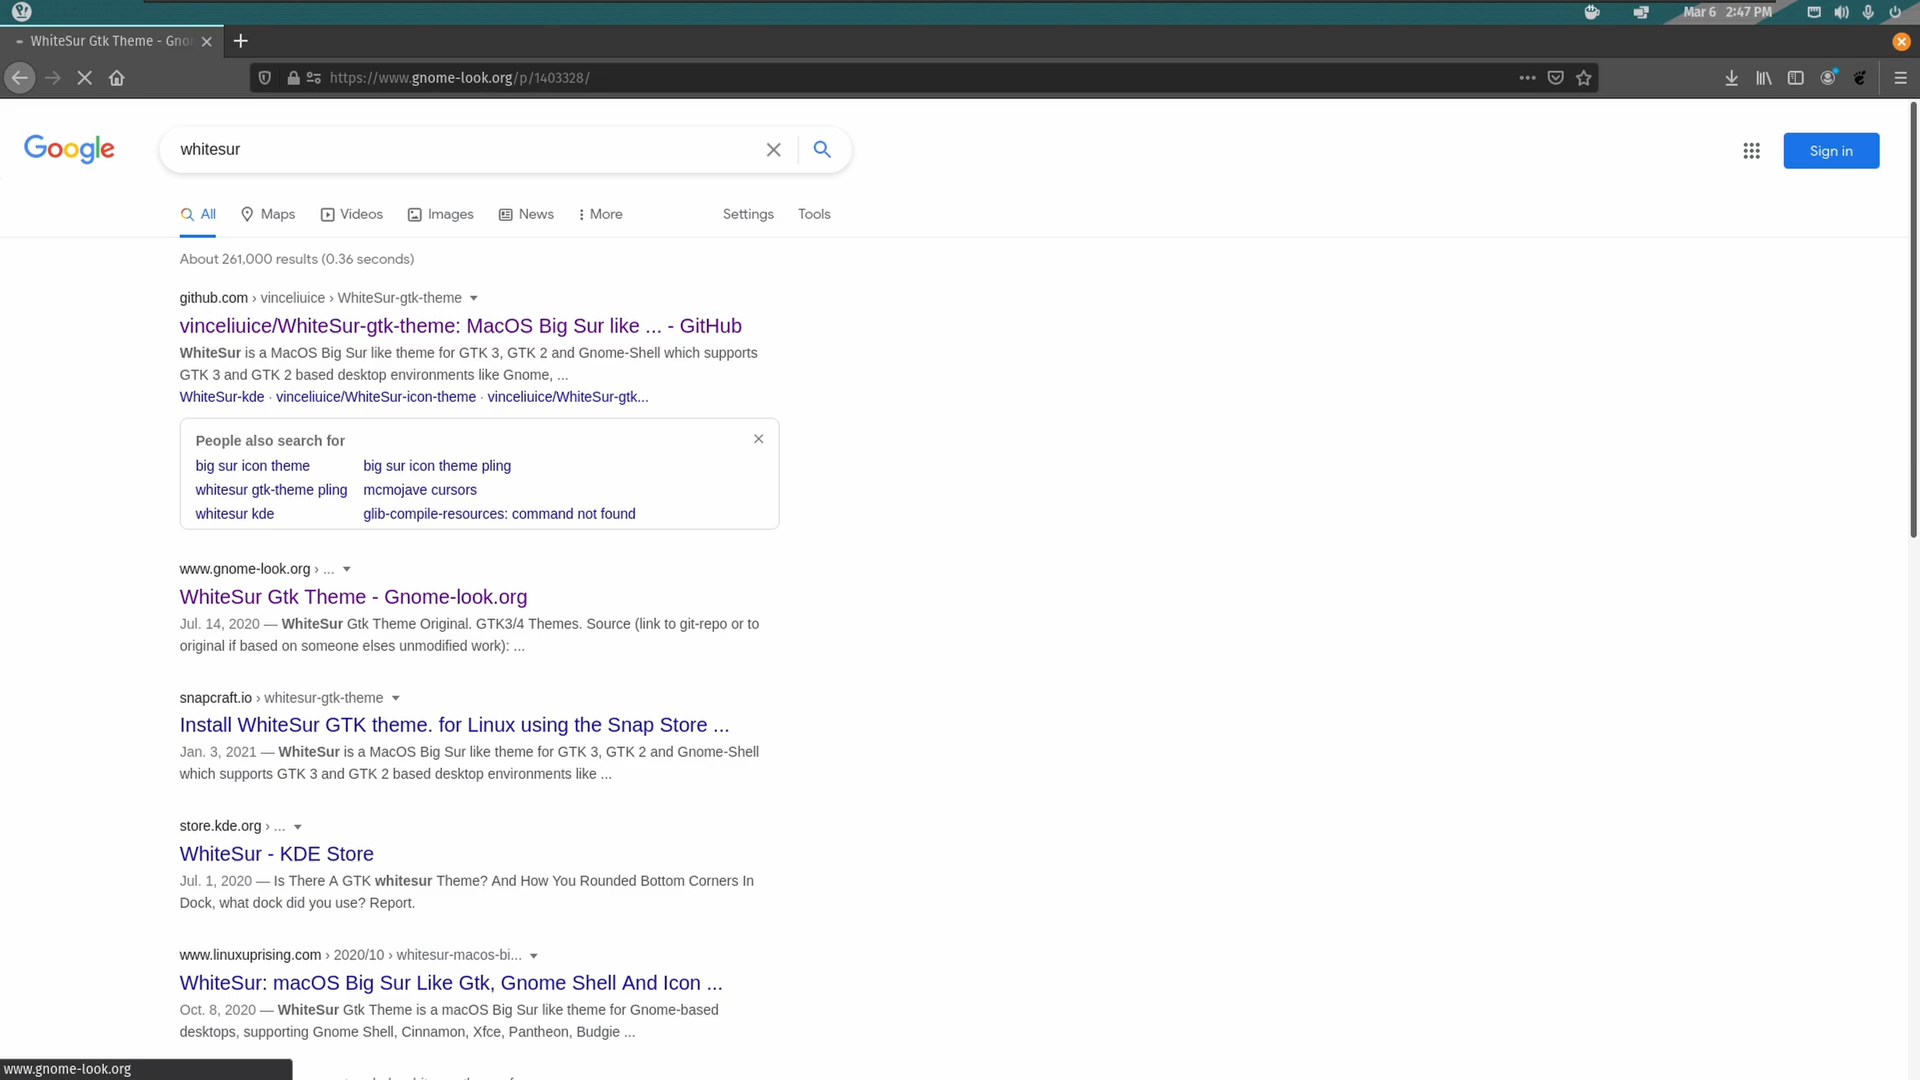 Mar 6 2:47 PM
WhiteSur Gtk Theme - Gno
https://www.gnome-look.org/p/1403328/
Google
whitesur
Sign in
All Maps Videos Images News More Settings Tools
About 261,000 results (0.36 seconds)
github.com › vinceliuice › WhiteSur-gtk-theme
vinceliuice/WhiteSur-gtk-theme: MacOS Big Sur like ... - GitHub
WhiteSur is a MacOS Big Sur like theme for GTK 3, GTK 2 and Gnome-Shell which supports
GTK 3 and GTK 2 based desktop environments like Gnome, ...
WhiteSur-kde · vinceliuice/WhiteSur-icon-theme · vinceliuice/WhiteSur-gtk...
People also search for
big sur icon theme big sur icon theme pling
whitesur gtk-theme pling mcmojave cursors
whitesur kde glib-compile-resources: command not found
www.gnome-look.org › ...
WhiteSur Gtk Theme - Gnome-look.org
Jul. 14, 2020 — WhiteSur Gtk Theme Original. GTK3/4 Themes. Source (link to git-repo or to
original if based on someone elses unmodified work): ...
snapcraft.io › whitesur-gtk-theme
Install WhiteSur GTK theme. for Linux using the Snap Store ...
Jan. 3, 2021 — WhiteSur is a MacOS Big Sur like theme for GTK 3, GTK 2 and Gnome-Shell
which supports GTK 3 and GTK 2 based desktop environments like ...
store.kde.org › ...
WhiteSur - KDE Store
Jul. 1, 2020 — Is There A GTK whitesur Theme? And How You Rounded Bottom Corners In
Dock, what dock did you use? Report.
www.linuxuprising.com › 2020/10 › whitesur-macos-bi...
WhiteSur: macOS Big Sur Like Gtk, Gnome Shell And Icon ...
Oct. 8, 2020 — WhiteSur Gtk Theme is a macOS Big Sur like theme for Gnome-based
desktops, supporting Gnome Shell, Cinnamon, Xfce, Pantheon, Budgie ...
www.gnome-look.org